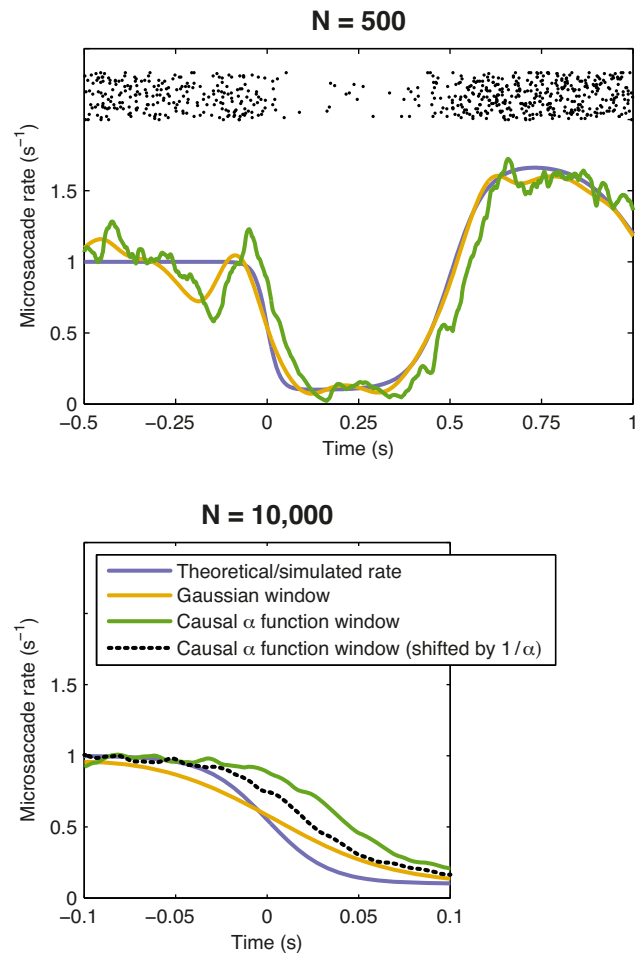 N = 500
Microsaccade rate (s⁻¹)
1.5
1
0.5
0
−0.5
−0.25
0
0.25
0.5
0.75
1
Time (s)
N = 10,000
Theoretical/simulated rate
Gaussian window
Causal α function window
Causal α function window (shifted by 1/α)
Microsaccade rate (s⁻¹)
1.5
1
0.5
0
−0.1
−0.05
0
0.05
0.1
Time (s)